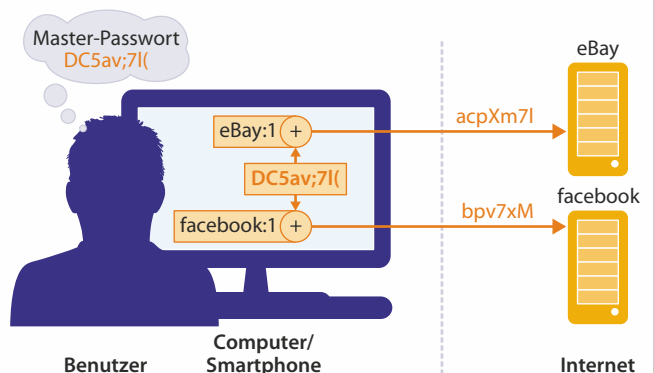 Master-Passwort
DC5av;7l(
eBay
eBay:1 +
acpXm7l
DC5av;7l(
facebook
facebook:1 +
bpv7xM
Benutzer
Computer/
Smartphone
Internet